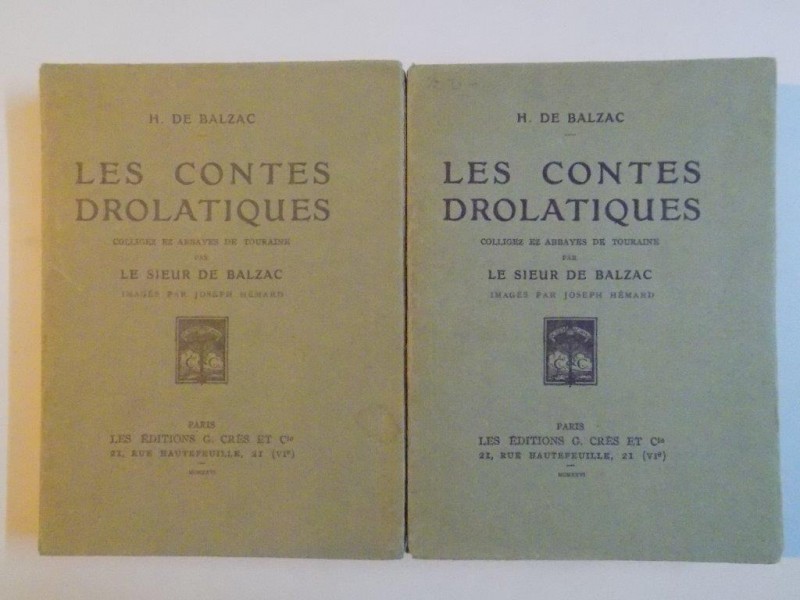 H. DE BALZAC
LES CONTES
DROLATIQUES
COLLIGEZ EZ ABBAYES DE TOURAINE
PAR
LE SIEUR DE BALZAC
IMAGÉS PAR JOSEPH HÉMARD
C C
PARIS
LES ÉDITIONS G. CRÈS ET Cie
21, RUE HAUTEFEUILLE, 21 (VIe)
H. DE BALZAC
LES CONTES
DROLATIQUES
COLLIGEZ EZ ABBAYES DE TOURAINE
PAR
LE SIEUR DE BALZAC
IMAGÉS PAR JOSEPH HÉMARD
C C
PARIS
LES ÉDITIONS G. CRÈS ET Cie
21, RUE HAUTEFEUILLE, 21 (VIe)
MCMXXVI